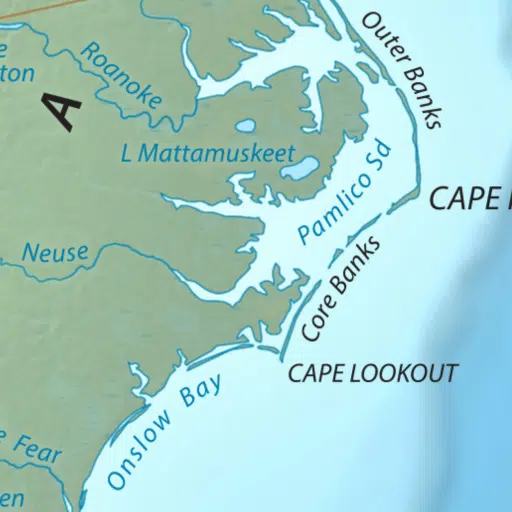 Outer Banks
Roanoke
ton
A
L Mattamuskeet
Pamlico Sd
CAPE
Neuse
Core Banks
CAPE LOOKOUT
Onslow Bay
Fear
en